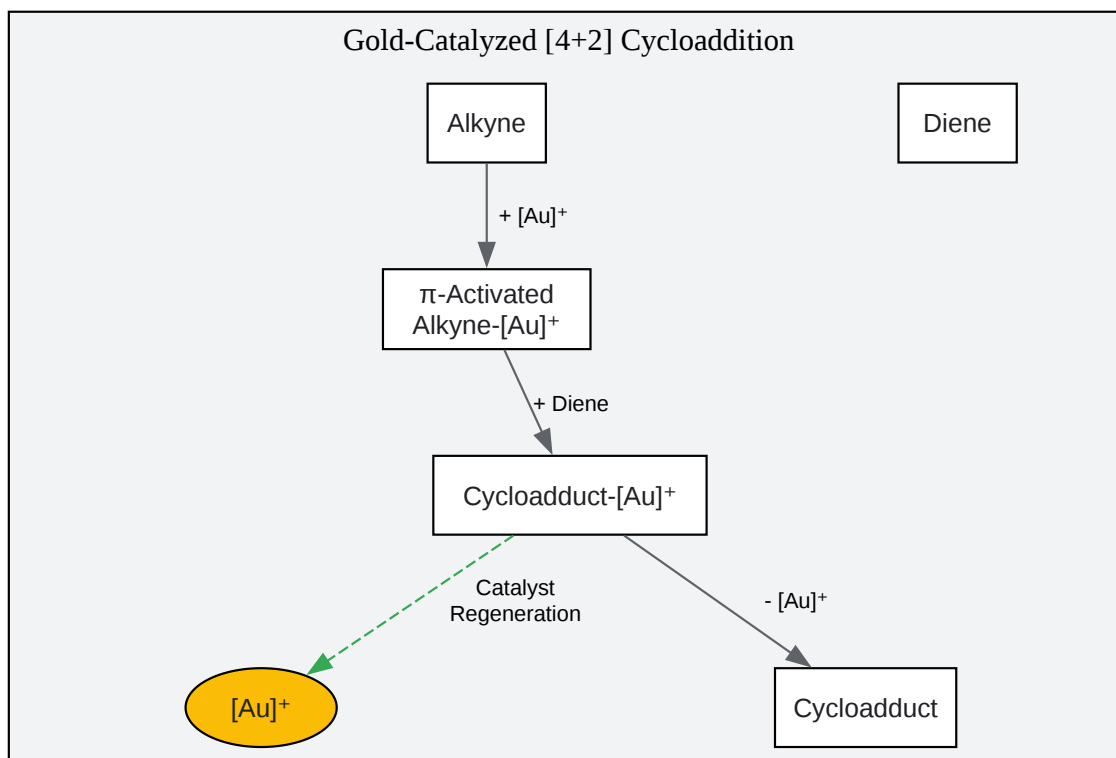 Gold-Catalyzed [4+2] Cycloaddition
Alkyne
Diene
+ [Au]⁺
π-Activated
Alkyne-[Au]⁺
+ Diene
Cycloadduct-[Au]⁺
Catalyst
Regeneration
- [Au]⁺
[Au]⁺
Cycloadduct